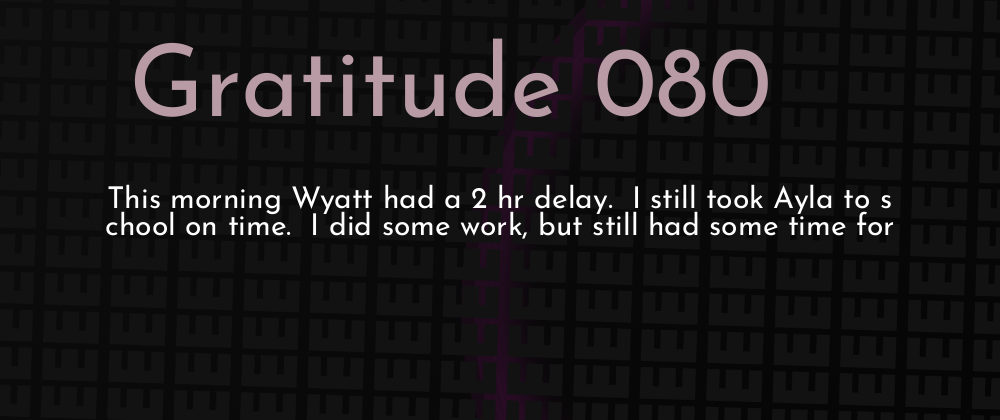 Gratitude 080
This morning Wyatt had a 2 hr delay.  I still took Ayla to s
chool on time.  I did some work, but still had some time for